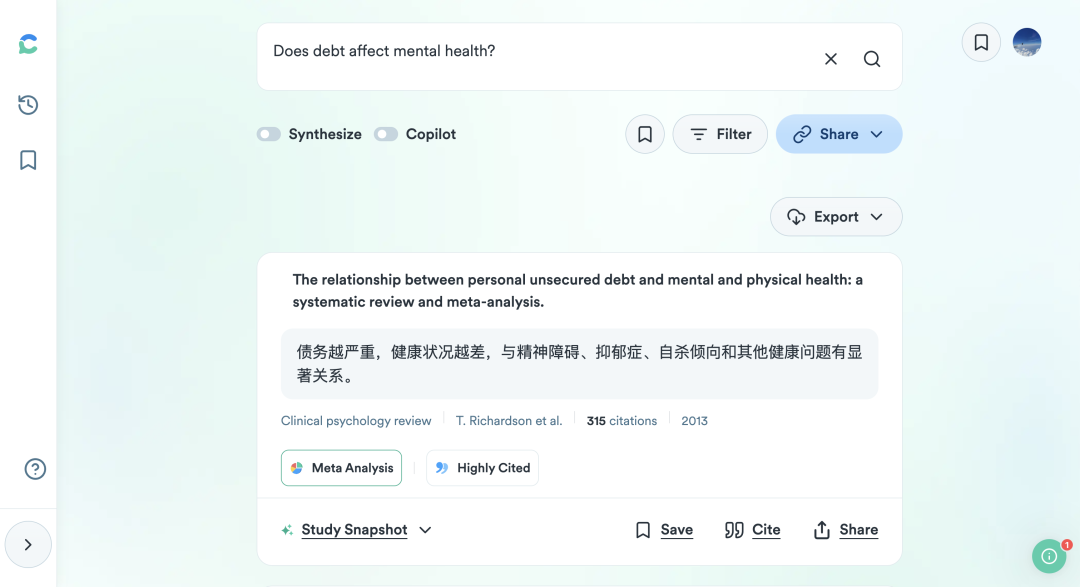 Does debt affect mental health?
Synthesize Copilot Filter Share
Export
The relationship between personal unsecured debt and mental and physical health: a
systematic review and meta-analysis.
债务越严重，健康状况越差，与精神障碍、抑郁症、自杀倾向和其他健康问题有显
著关系。
Clinical psychology review T. Richardson et al. 315 citations 2013
Meta Analysis Highly Cited
Study Snapshot Save Cite Share
1